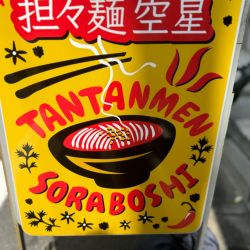 担々麺 空星
TANTANMEN
SORABOSHI